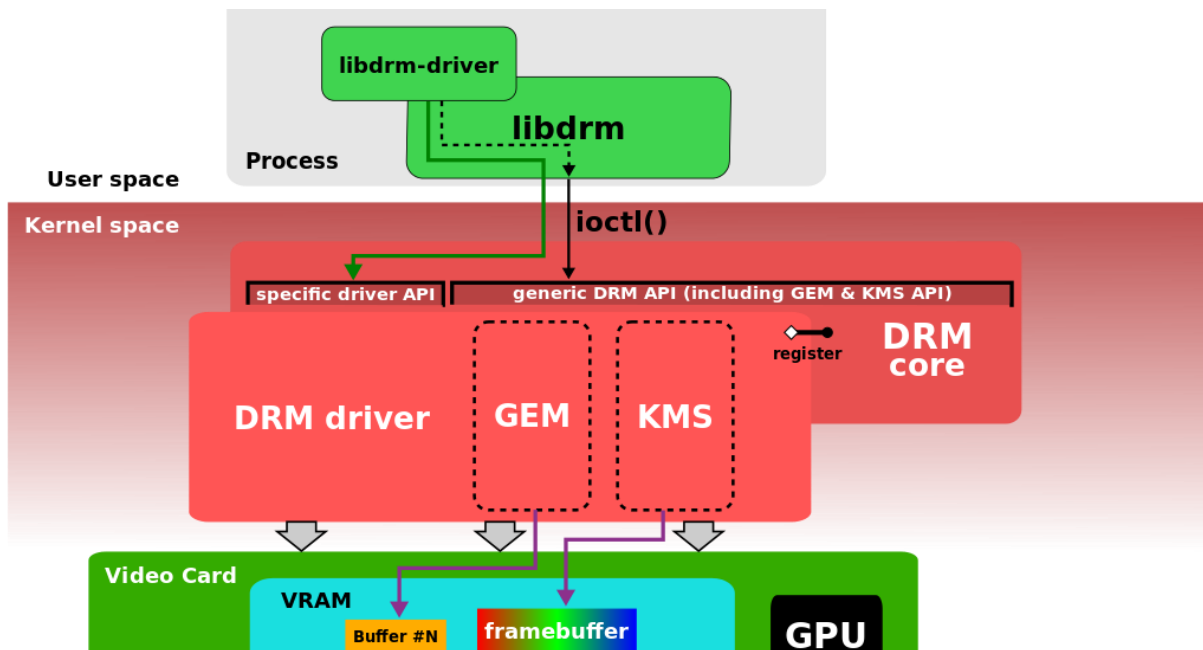 libdrm-driver
libdrm
Process
User space
Kernel space
ioctl()
specific driver API
generic DRM API (including GEM & KMS API)
register
DRM
core
DRM driver
GEM
KMS
Video Card
VRAM
Buffer #N
framebuffer
GPU